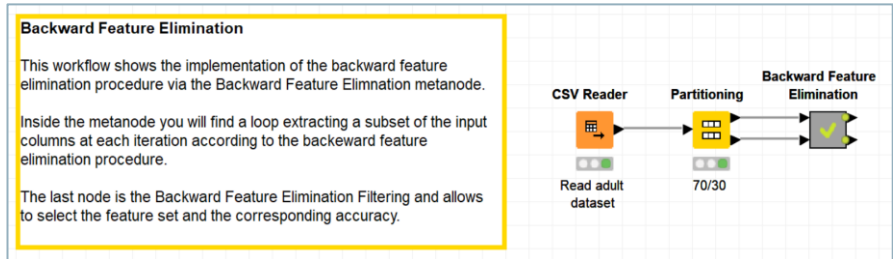 Backward Feature Elimination
This workflow shows the implementation of the backward feature
elimination procedure via the Backward Feature Elimnation metanode.
Inside the metanode you will find a loop extracting a subset of the input
columns at each iteration according to the backeward feature
elimination procedure.
The last node is the Backward Feature Elimination Filtering and allows
to select the feature set and the corresponding accuracy.
CSV Reader
Read adult
dataset
Partitioning
70/30
Backward Feature
Elimination